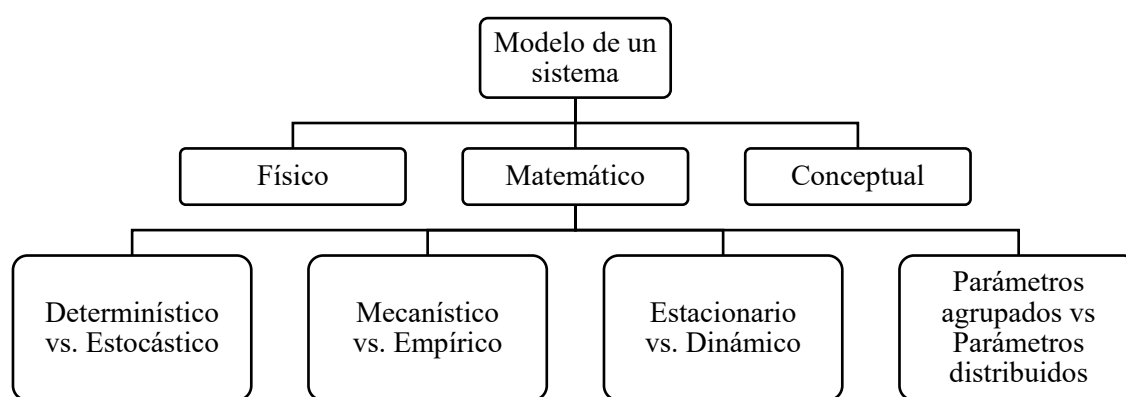 Modelo de un
sistema
Físico
Matemático
Conceptual
Determinístico
vs. Estocástico
Mecanístico
vs. Empírico
Estacionario
vs. Dinámico
Parámetros
agrupados vs
Parámetros
distribuidos